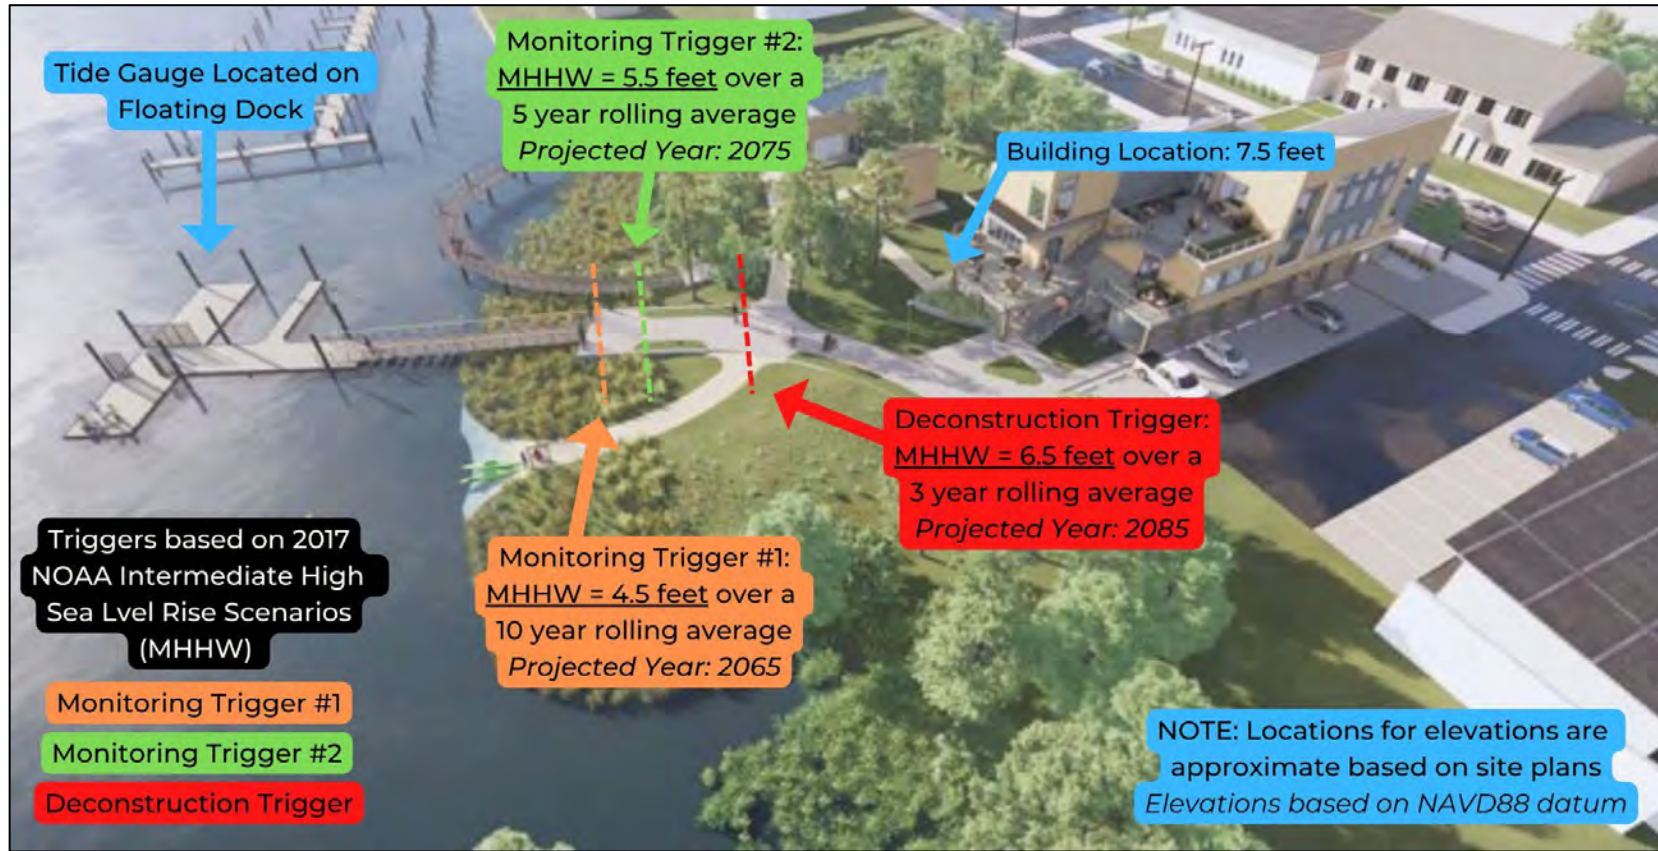 Tide Gauge Located on
Floating Dock
Monitoring Trigger #2:
MHHW = 5.5 feet over a
5 year rolling average
Projected Year: 2075
Building Location: 7.5 feet
Deconstruction Trigger:
MHHW = 6.5 feet over a
3 year rolling average
Projected Year: 2085
Monitoring Trigger #1:
MHHW = 4.5 feet over a
10 year rolling average
Projected Year: 2065
Triggers based on 2017
NOAA Intermediate High
Sea Lvel Rise Scenarios
(MHHW)
Monitoring Trigger #1
Monitoring Trigger #2
Deconstruction Trigger
NOTE: Locations for elevations are
approximate based on site plans
Elevations based on NAVD88 datum